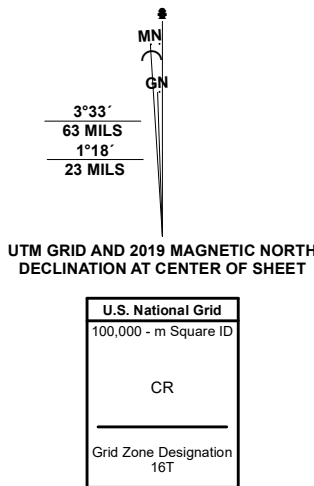 MN
GN
3°33´
63 MILS
1°18´
23 MILS
UTM GRID AND 2019 MAGNETIC NORTH
DECLINATION AT CENTER OF SHEET
U.S. National Grid
100,000 - m Square ID
CR
Grid Zone Designation
16T